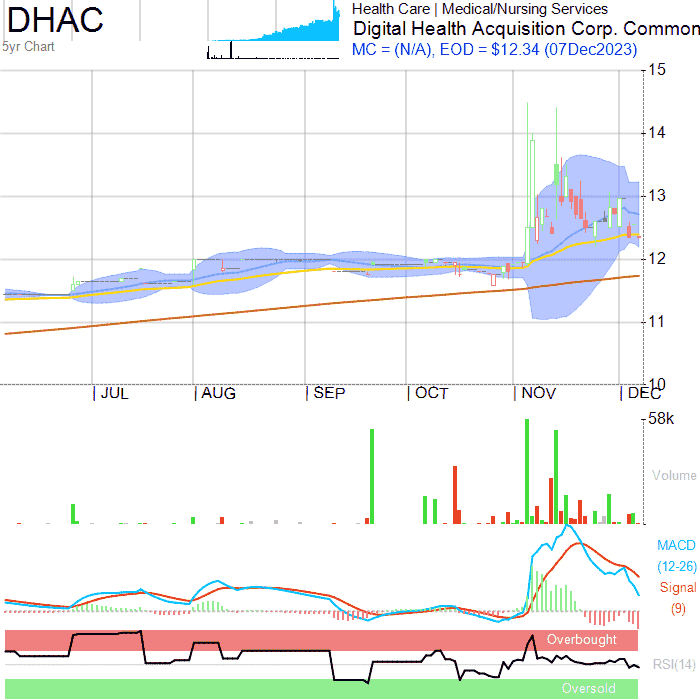 DHAC
5yr Chart
Health Care | Medical/Nursing Services
Digital Health Acquisition Corp. Common
MC = (N/A), EOD = $12.34 (07Dec2023)
15
14
13
12
11
10
JUL AUG SEP OCT NOV DEC
58k
Volume
MACD
(12-26)
Signal
(9)
Overbought
RSI(14)
Oversold